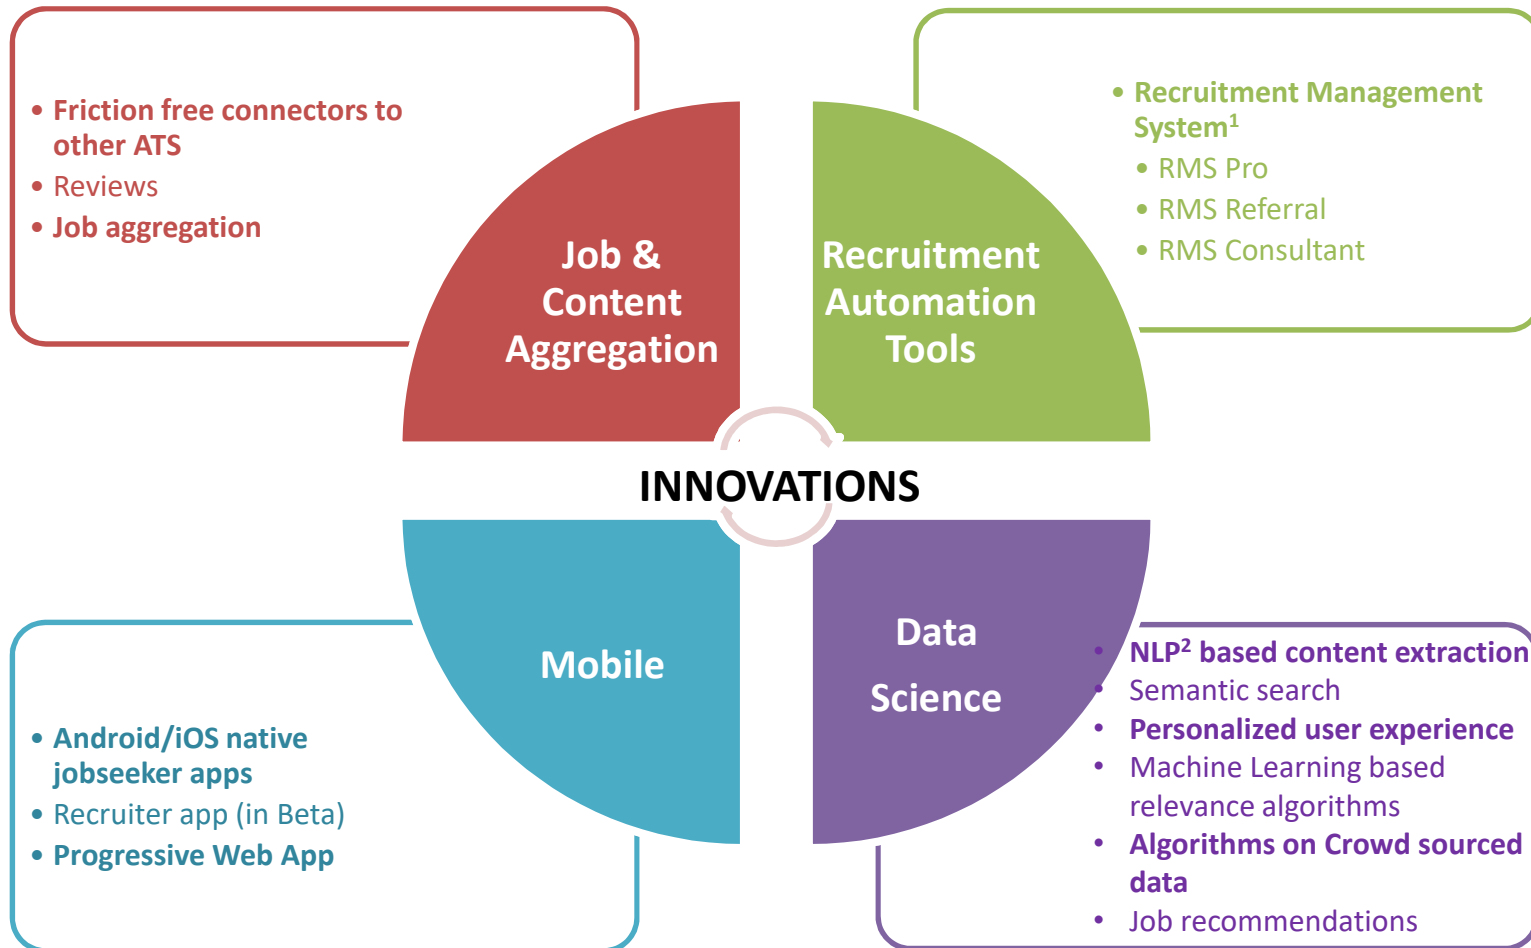 • Friction free connectors to
other ATS
• Reviews
• Job aggregation
• Recruitment Management
System¹
• RMS Pro
• RMS Referral
• RMS Consultant
Job &
Content
Aggregation
Recruitment
Automation
Tools
INNOVATIONS
Mobile
Data
Science
• Android/iOS native
jobseeker apps
• Recruiter app (in Beta)
• Progressive Web App
• NLP² based content extraction
• Semantic search
• Personalized user experience
• Machine Learning based
relevance algorithms
• Algorithms on Crowd sourced
data
• Job recommendations